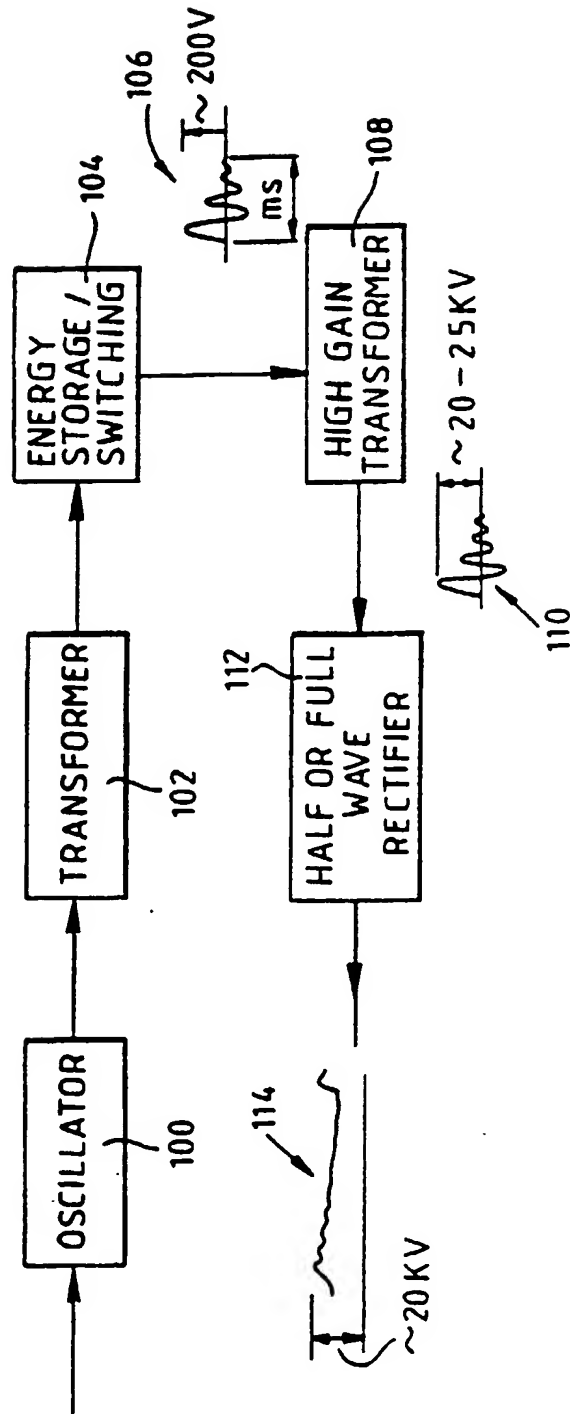 OSCILLATOR
100
TRANSFORMER
102
ENERGY
STORAGE /
SWITCHING
104
106
~ 200V
ms
HIGH GAIN
TRANSFORMER
108
~ 20 - 25KV
110
HALF OR FULL
WAVE
RECTIFIER
112
114
~20KV